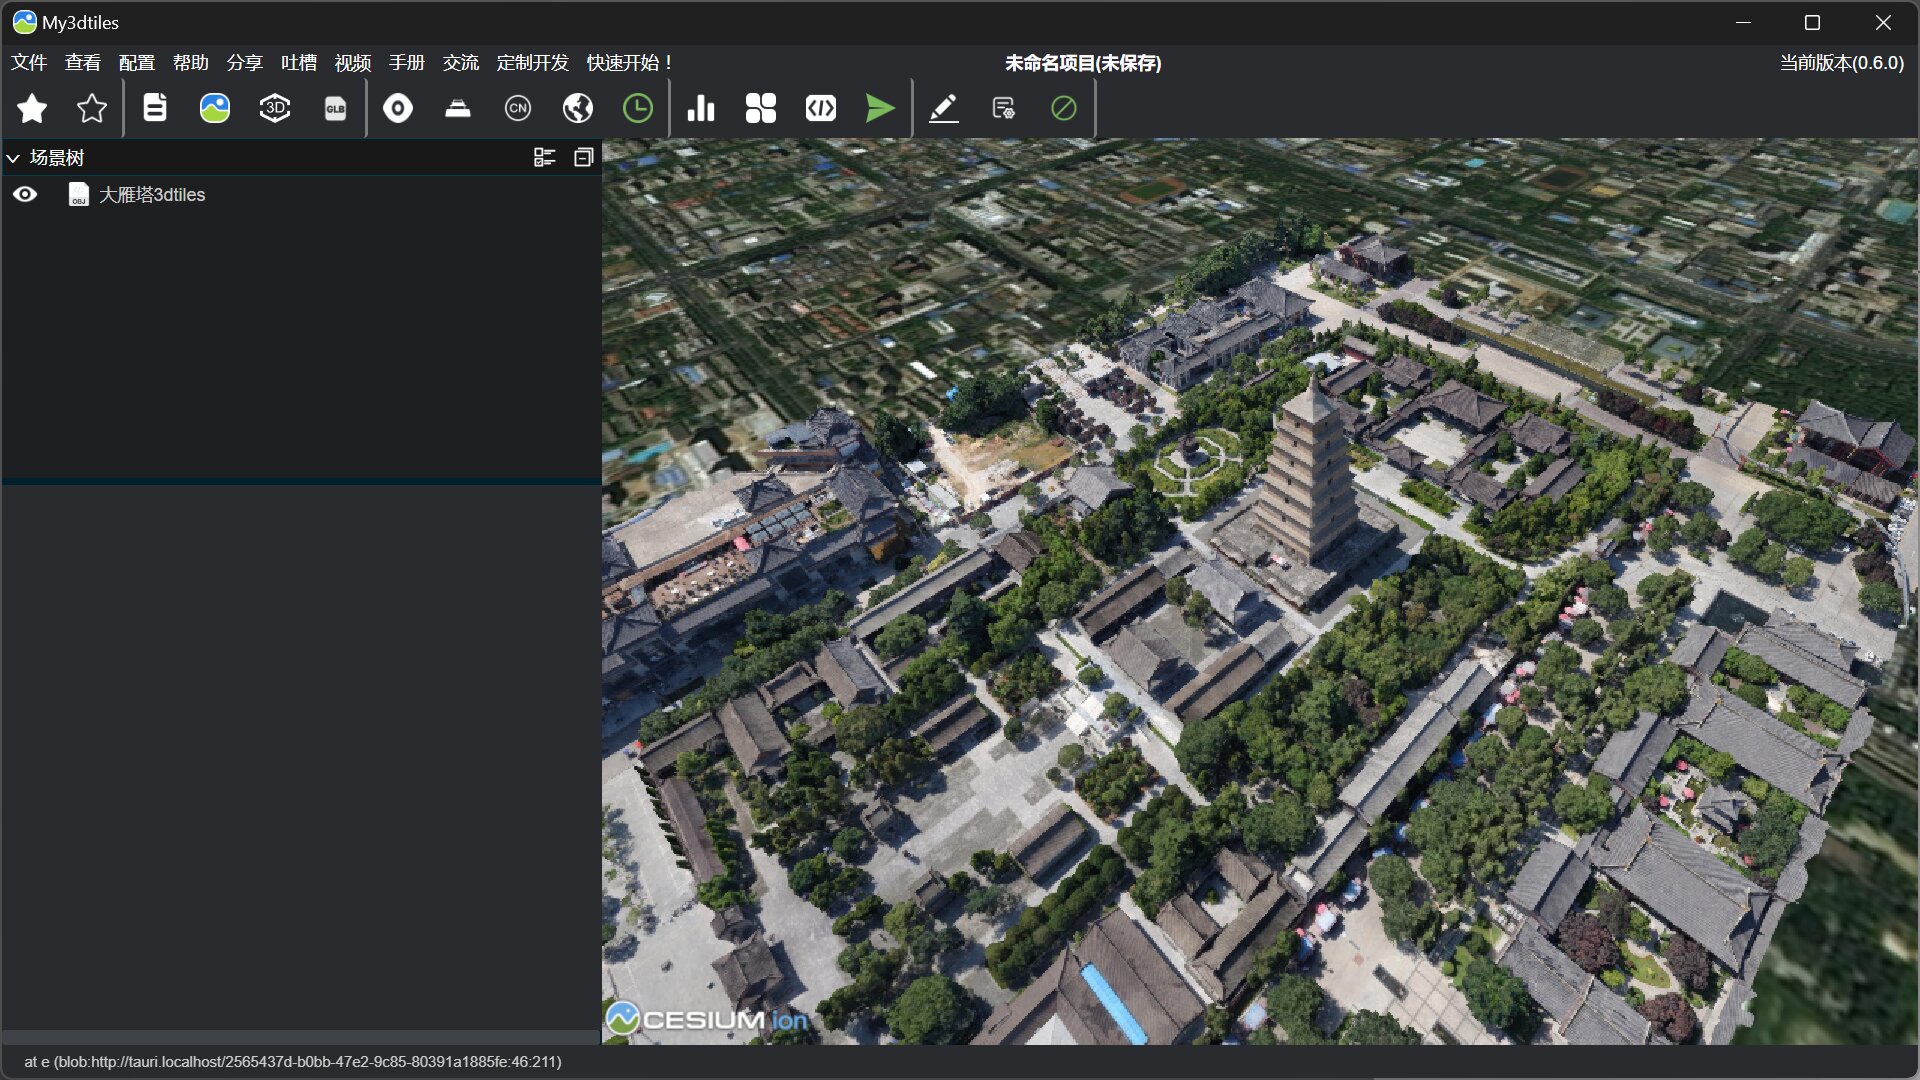 My3dtiles
文件 查看 配置 帮助 分享 吐槽 视频 手册 交流 定制开发 快速开始！ 未命名项目(未保存) 当前版本(0.6.0)
3D GLB CN
场景树
OBJ 大雁塔3dtiles
CESIUM ion
at e (blob:http://tauri.localhost/2565437d-b0bb-47e2-9c85-80391a1885fe:46:211)